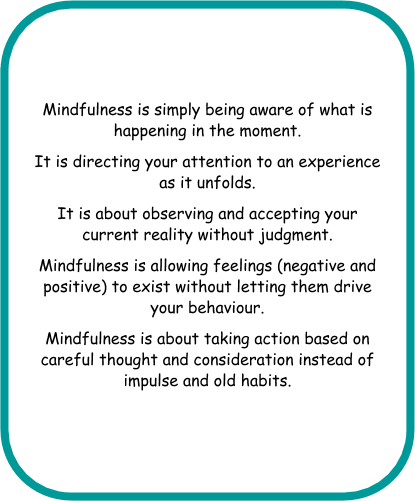 Mindfulness is simply being aware of what is
happening in the moment.
It is directing your attention to an experience
as it unfolds.
It is about observing and accepting your
current reality without judgment.
Mindfulness is allowing feelings (negative and
positive) to exist without letting them drive
your behaviour.
Mindfulness is about taking action based on
careful thought and consideration instead of
impulse and old habits.